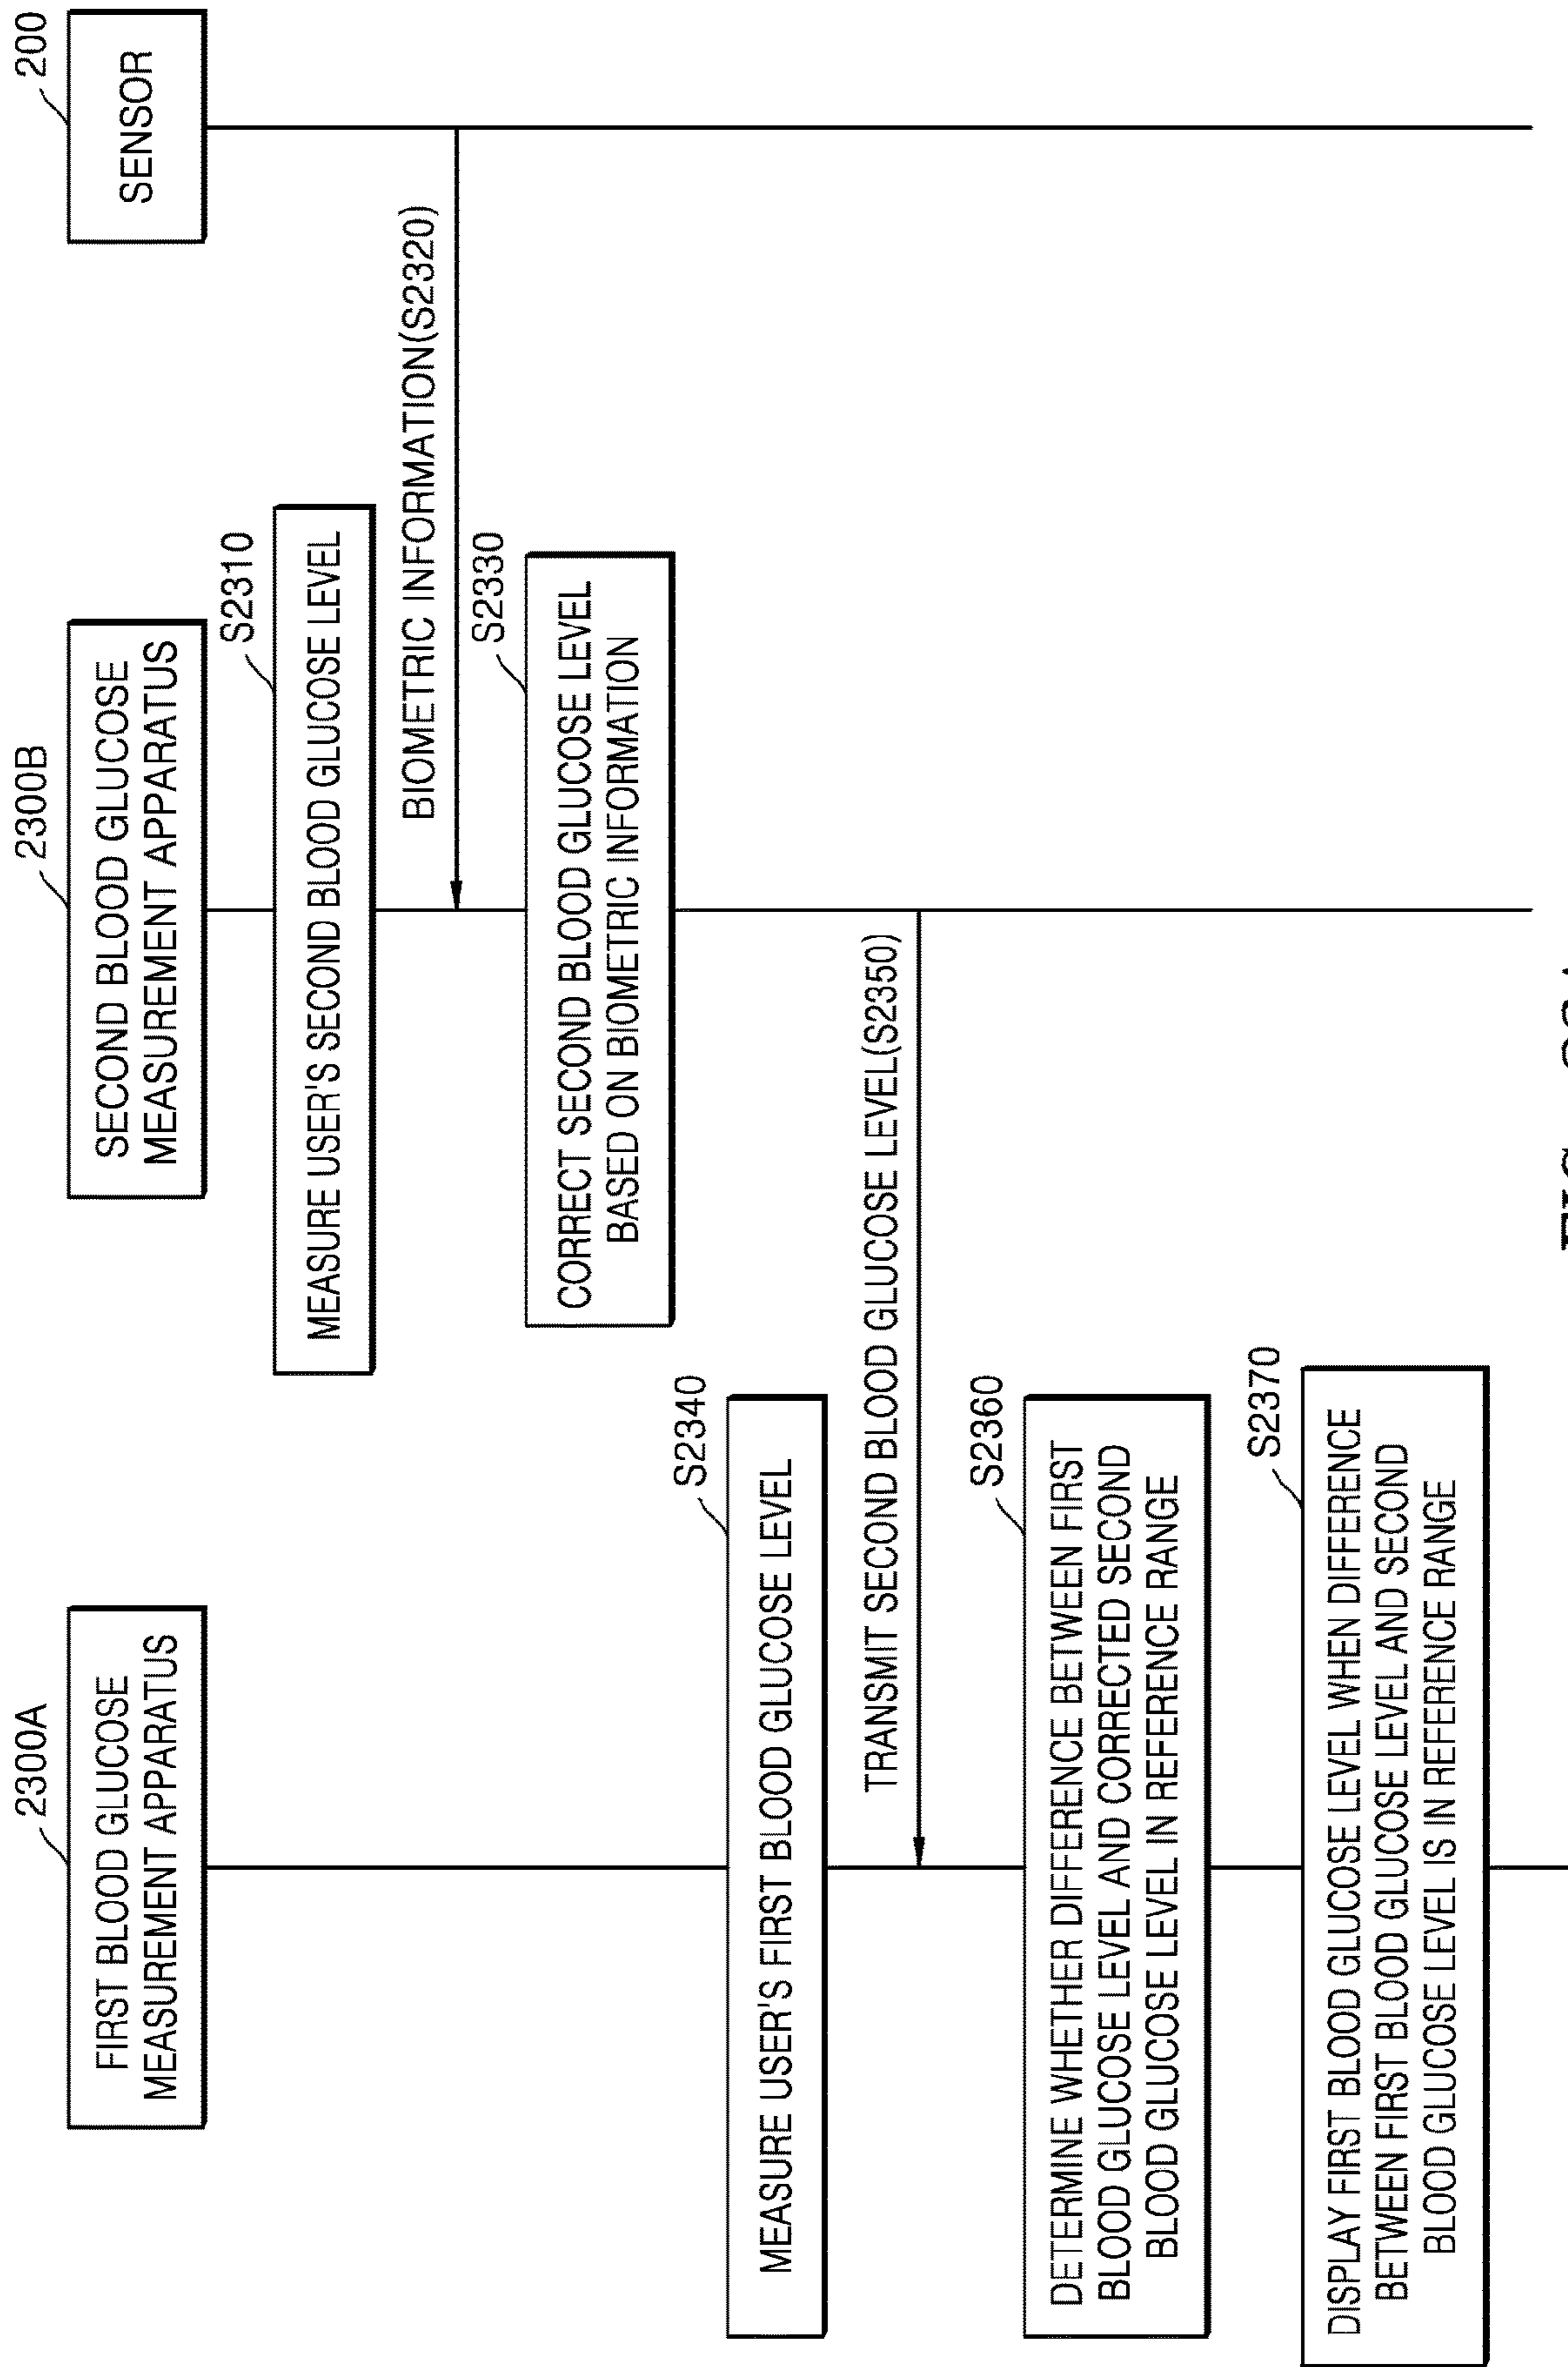 2300A
FIRST BLOOD GLUCOSE
MEASUREMENT APPARATUS
2300B
SECOND BLOOD GLUCOSE
MEASUREMENT APPARATUS
200
SENSOR
S2310
MEASURE USER'S SECOND BLOOD GLUCOSE LEVEL
BIOMETRIC INFORMATION(S2320)
S2330
CORRECT SECOND BLOOD GLUCOSE LEVEL
BASED ON BIOMETRIC INFORMATION
S2340
MEASURE USER'S FIRST BLOOD GLUCOSE LEVEL
TRANSMIT SECOND BLOOD GLUCOSE LEVEL(S2350)
S2360
DETERMINE WHETHER DIFFERENCE BETWEEN FIRST
BLOOD GLUCOSE LEVEL AND CORRECTED SECOND
BLOOD GLUCOSE LEVEL IN REFERENCE RANGE
S2370
DISPLAY FIRST BLOOD GLUCOSE LEVEL WHEN DIFFERENCE
BETWEEN FIRST BLOOD GLUCOSE LEVEL AND SECOND
BLOOD GLUCOSE LEVEL IS IN REFERENCE RANGE